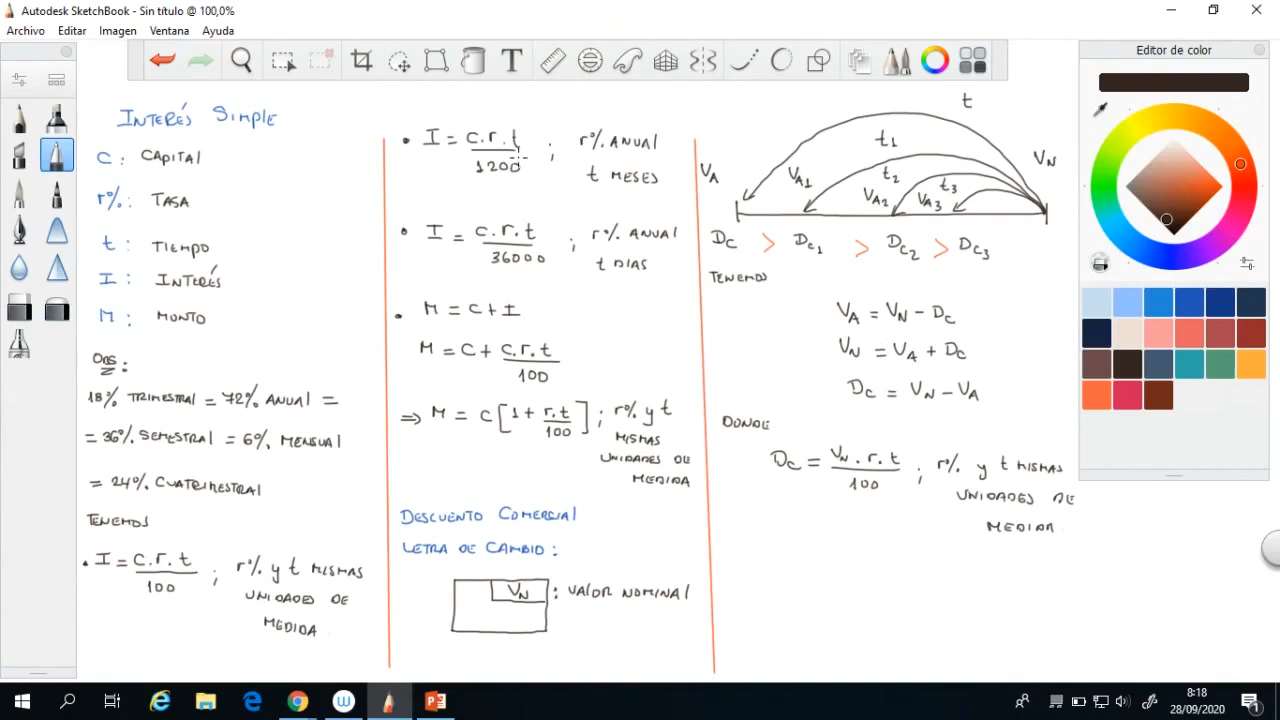 Autodesk SketchBook - Sin título @ 100,0%
Archivo Editar Imagen Ventana Ayuda
Editor de color
INTERÉS SIMPLE
C: CAPITAL
r%: TASA
t: TIEMPO
I: INTERÉS
M: MONTO
OBS:
18% TRIMESTRAL = 72% ANUAL =
= 36% SEMESTRAL = 6% MENSUAL
= 24% CUATRIMESTRAL
TENEMOS
• I = C.r.t
100
; r% y t MISMAS
UNIDADES DE
MEDIDA
• I = C.r.t
1200
; r% ANUAL
t MESES
• I = C.r.t
36000
; r% ANUAL
t DIAS
• M = C + I
M = C + C.r.t
100
⇒ M = C [1 + r.t
100
] ; r% y t
MISMAS
UNIDADES DE
MEDIDA
DESCUENTO COMERCIAL
LETRA DE CAMBIO:
VN : VALOR NOMINAL
t
t1
t2
t3
VA
VA1
VA2
VA3
VN
DC > DC1 > DC2 > DC3
TENEMOS
VA = VN - DC
VN = VA + DC
DC = VN - VA
DONDE
DC = VN.r.t
100
; r% y t MISMAS
UNIDADES DE
MEDIDA
8:18
28/09/2020